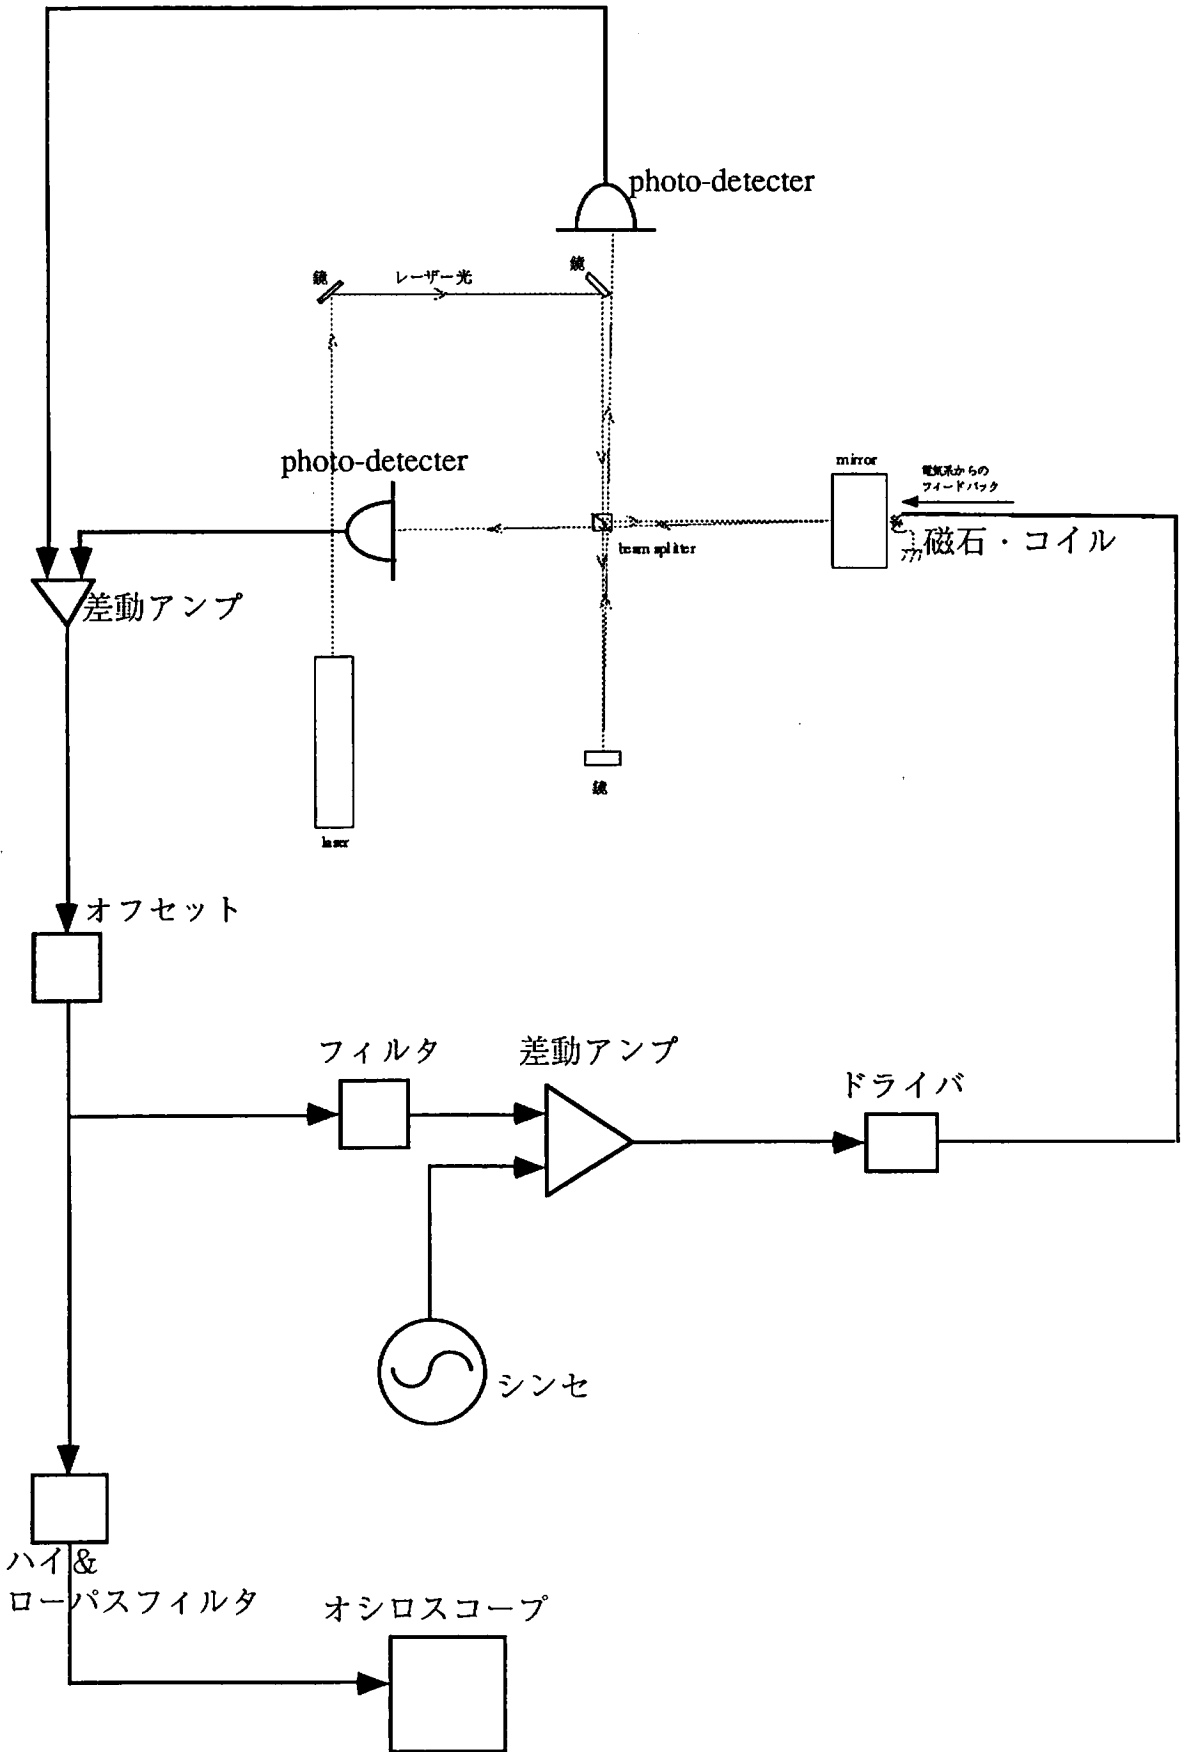 photo-detecter
鏡
レーザー光
鏡
photo-detecter
mirror
電気系からの
フィードバック
beam spliter
磁石・コイル
差動アンプ
鏡
laser
オフセット
フィルタ
差動アンプ
ドライバ
シンセ
ハイ&
ローパスフィルタ
オシロスコープ